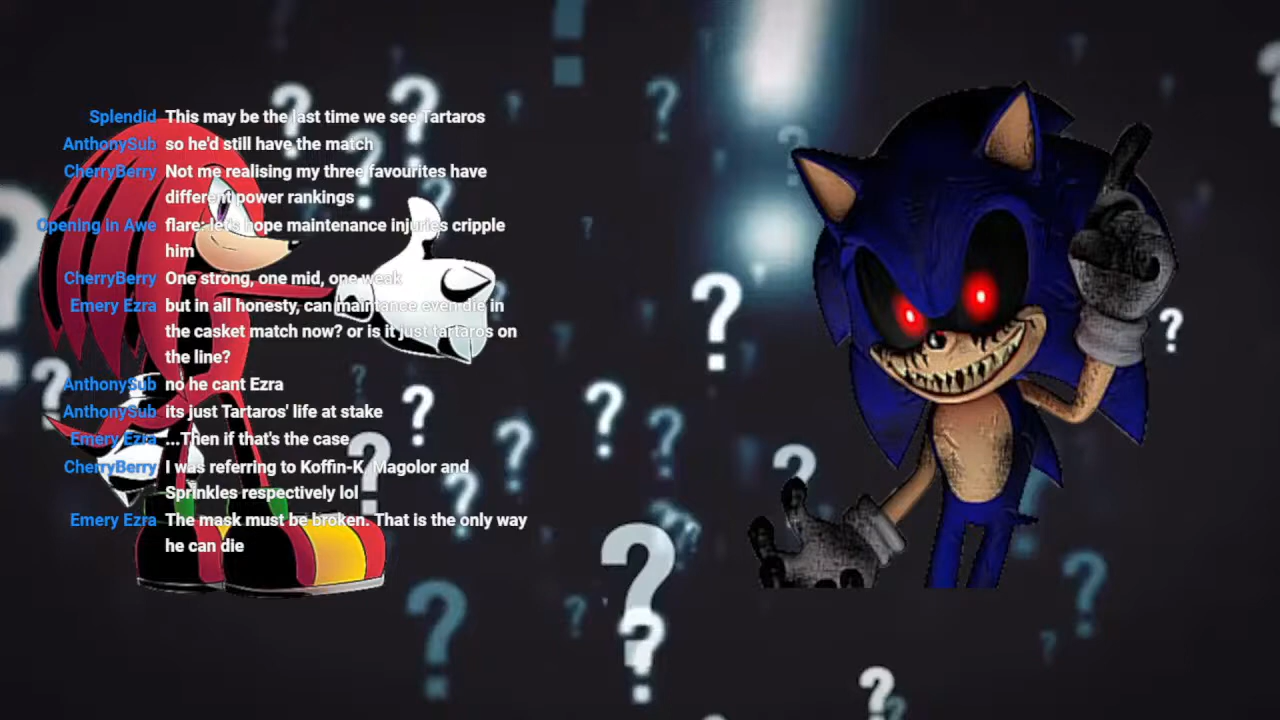 Splendid This may be the last time we see Tartaros
AnthonySub so he'd still have the match
CherryBerry Not me realising my three favourites have
different power rankings
Opening in Awe flare: let's hope maintenance injuries cripple
him
CherryBerry One strong, one mid, one weak
Emery Ezra but in all honesty, can maintance even die in
the casket match now? or is it just tartaros on
the line?
AnthonySub no he cant Ezra
AnthonySub its just Tartaros' life at stake
Emery Ezra ...Then if that's the case
CherryBerry I was referring to Koffin-K, Magolor and
Sprinkles respectively lol
Emery Ezra The mask must be broken. That is the only way
he can die